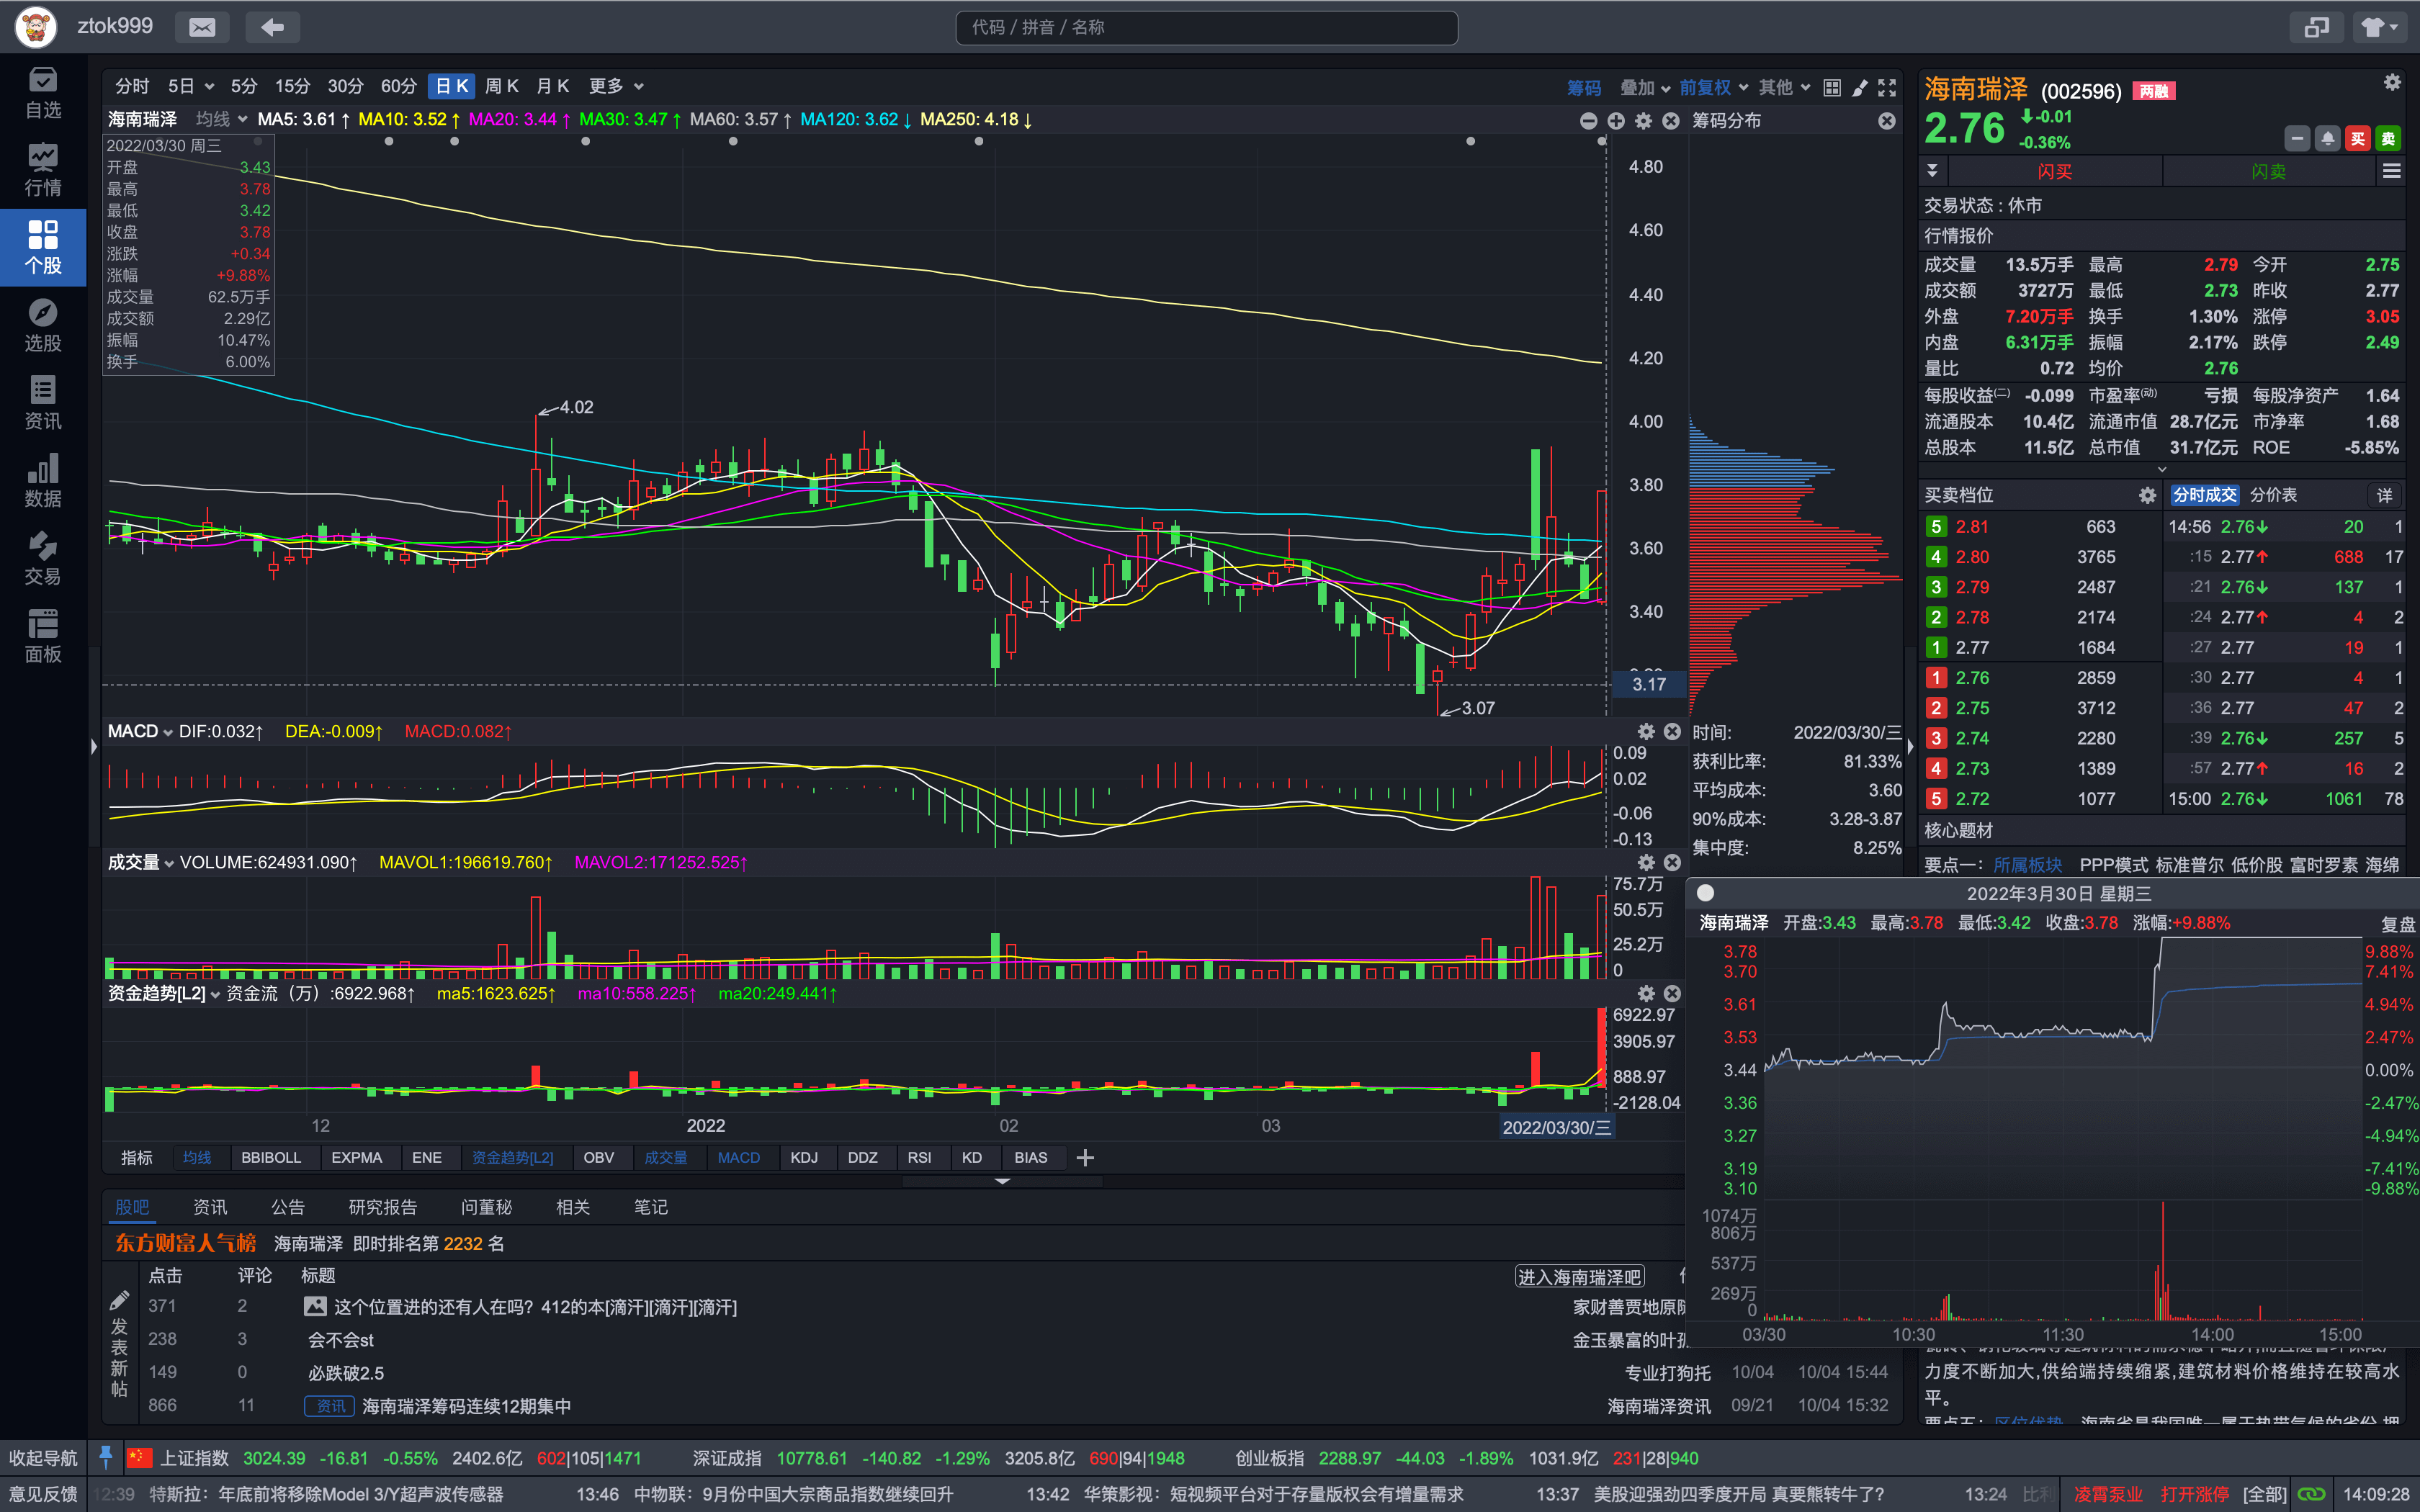 ztok999
代码 / 拼音 / 名称
自选
行情
个股
选股
资讯
数据
交易
面板
分时 5日 5分 15分 30分 60分 日K 周K 月K 更多
筹码 叠加 前复权 其他
海南瑞泽 均线 MA5: 3.61↑ MA10: 3.52↑ MA20: 3.44↑ MA30: 3.47↑ MA60: 3.57↑ MA120: 3.62↓ MA250: 4.18↓
筹码分布
2022/03/30 周三
开盘 3.43
最高 3.78
最低 3.42
收盘 3.78
涨跌 +0.34
涨幅 +9.88%
成交量 62.5万手
成交额 2.29亿
振幅 10.47%
换手 6.00%
4.80
4.60
4.40
4.20
4.00
3.80
3.60
3.40
3.17
4.02
3.07
MACD DIF:0.032↑ DEA:-0.009↑ MACD:0.082↑
0.09
0.02
-0.06
-0.13
成交量 VOLUME:624931.090↑ MAVOL1:196619.760↑ MAVOL2:171252.525↑
75.7万
50.5万
25.2万
0
资金趋势[L2] 资金流（万）:6922.968↑ ma5:1623.625↑ ma10:558.225↑ ma20:249.441↑
6922.97
3905.97
888.97
-2128.04
12 2022 02 03 2022/03/30/三
指标 均线 BBIBOLL EXPMA ENE 资金趋势[L2] OBV 成交量 MACD KDJ DDZ RSI KD BIAS
时间: 2022/03/30/三
获利比率: 81.33%
平均成本: 3.60
90%成本: 3.28-3.87
集中度: 8.25%
海南瑞泽 (002596) 两融
2.76 -0.01
-0.36%
买 卖
闪买 闪卖
交易状态 : 休市
行情报价
成交量 13.5万手 最高 2.79 今开 2.75
成交额 3727万 最低 2.73 昨收 2.77
外盘 7.20万手 换手 1.30% 涨停 3.05
内盘 6.31万手 振幅 2.17% 跌停 2.49
量比 0.72 均价 2.76
每股收益(二) -0.099 市盈率(动) 亏损 每股净资产 1.64
流通股本 10.4亿 流通市值 28.7亿元 市净率 1.68
总股本 11.5亿 总市值 31.7亿元 ROE -5.85%
买卖档位 分时成交 分价表 详
5 2.81 663 14:56 2.76↓ 20 1
4 2.80 3765 :15 2.77↑ 688 17
3 2.79 2487 :21 2.76↓ 137 1
2 2.78 2174 :24 2.77↑ 4 2
1 2.77 1684 :27 2.77 19 1
1 2.76 2859 :30 2.77 4 1
2 2.75 3712 :36 2.77 47 2
3 2.74 2280 :39 2.76↓ 257 5
4 2.73 1389 :57 2.77↑ 16 2
5 2.72 1077 15:00 2.76↓ 1061 78
核心题材
要点一: 所属板块 PPP模式 标准普尔 低价股 富时罗素 海绵
2022年3月30日 星期三
海南瑞泽 开盘:3.43 最高:3.78 最低:3.42 收盘:3.78 涨幅:+9.88% 复盘
3.78 9.88%
3.70 7.41%
3.61 4.94%
3.53 2.47%
3.44 0.00%
3.36 -2.47%
3.27 -4.94%
3.19 -7.41%
3.10 -9.88%
1074万
806万
537万
269万
0
03/30 10:30 11:30 14:00 15:00
力度不断加大,供给端持续缩紧,建筑材料价格维持在较高水
平。
股吧 资讯 公告 研究报告 问董秘 相关 笔记
东方财富人气榜 海南瑞泽 即时排名第 2232 名
发表新帖
点击 评论 标题 进入海南瑞泽吧
371 2 这个位置进的还有人在吗？412的本[滴汗][滴汗][滴汗] 家财善贾地原
238 3 会不会st 金玉暴富的叶
149 0 必跌破2.5 专业打狗托 10/04 10/04 15:44
866 11 资讯 海南瑞泽筹码连续12期集中 海南瑞泽资讯 09/21 10/04 15:32
收起导航 上证指数 3024.39 -16.81 -0.55% 2402.6亿 602|105|1471 深证成指 10778.61 -140.82 -1.29% 3205.8亿 690|94|1948 创业板指 2288.97 -44.03 -1.89% 1031.9亿 231|28|940
意见反馈 12:39 特斯拉：年底前将移除Model 3/Y超声波传感器 13:46 中物联：9月份中国大宗商品指数继续回升 13:42 华策影视：短视频平台对于存量版权会有增量需求 13:37 美股迎强劲四季度开局 真要熊转牛了？ 13:24 比利 凌霄泵业 打开涨停 [全部] 14:09:28